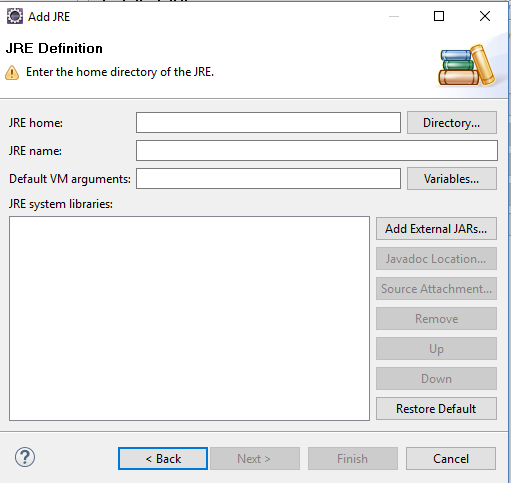 Add JRE
JRE Definition
Enter the home directory of the JRE.
JRE home:
Directory...
JRE name:
Default VM arguments:
Variables...
JRE system libraries:
Add External JARs...
Javadoc Location...
Source Attachment...
Remove
Up
Down
Restore Default
?
< Back
Next >
Finish
Cancel